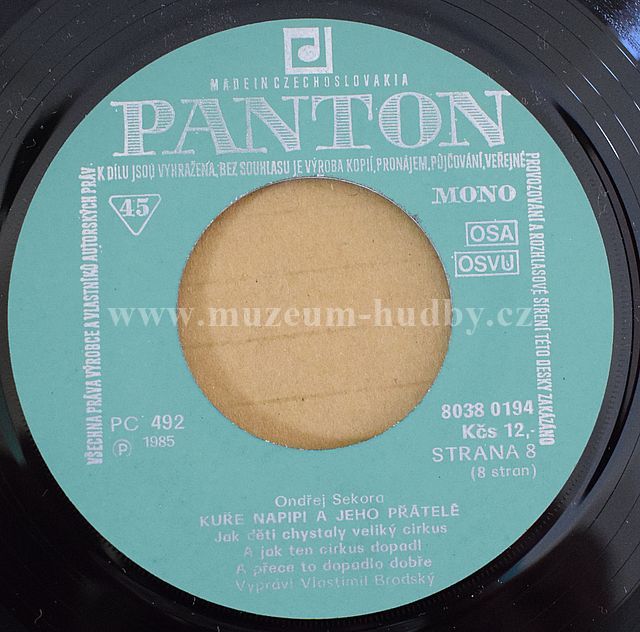 MADE IN CZECHOSLOVAKIA
PANTON
VŠECHNA PRÁVA VÝROBCE A VLASTNÍKŮ AUTORSKÝCH PRÁV
K DÍLU JSOU VYHRAŽENA, BEZ SOUHLASU JE VÝROBA KOPIÍ, PRONÁJEM, PŮJČOVÁNÍ, VEŘEJNÉ
PROVOZOVÁNÍ A ROZHLASOVÉ ŠÍŘENÍ TÉTO DESKY ZAKÁZÁNO
45
MONO
OSA
OSVU
www.muzeum-hudby.cz
PC 492
℗ 1985
8038 0194
Kčs 12,-
STRANA 8
(8 stran)
Ondřej Sekora
KUŘE NAPIPI A JEHO PŘÁTELÉ
Jak děti chystaly veliký cirkus
A jak ten cirkus dopadl
A přeca to dopadlo dobře
Vypráví Vlastimil Brodský